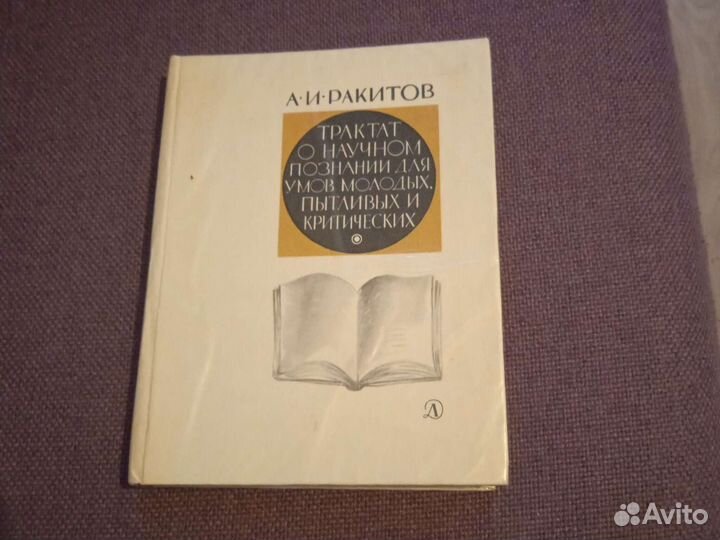 А·И·РАКИТОВ
ТРАКТАТ
О НАУЧНОМ
ПОЗНАНИИ ДЛЯ
УМОВ МОЛОДЫХ,
ПЫТЛИВЫХ И
КРИТИЧЕСКИХ
Д
Avito